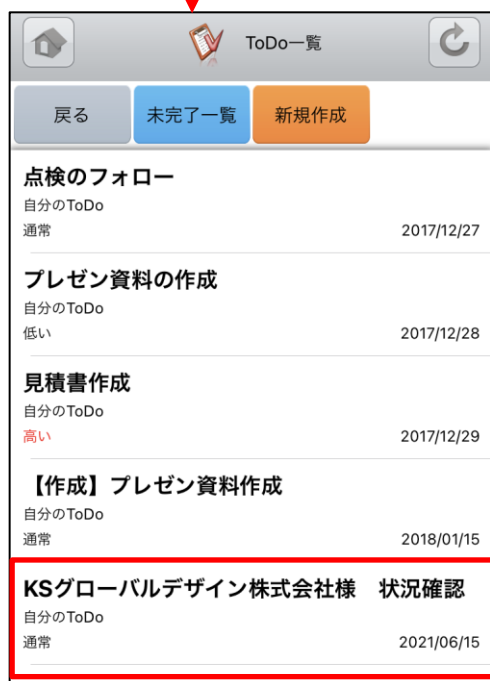 ToDo一覧
戻る 未完了一覧 新規作成
点検のフォロー
自分のToDo
通常 2017/12/27
プレゼン資料の作成
自分のToDo
低い 2017/12/28
見積書作成
自分のToDo
高い 2017/12/29
【作成】プレゼン資料作成
自分のToDo
通常 2018/01/15
KSグローバルデザイン株式会社様　状況確認
自分のToDo
通常 2021/06/15